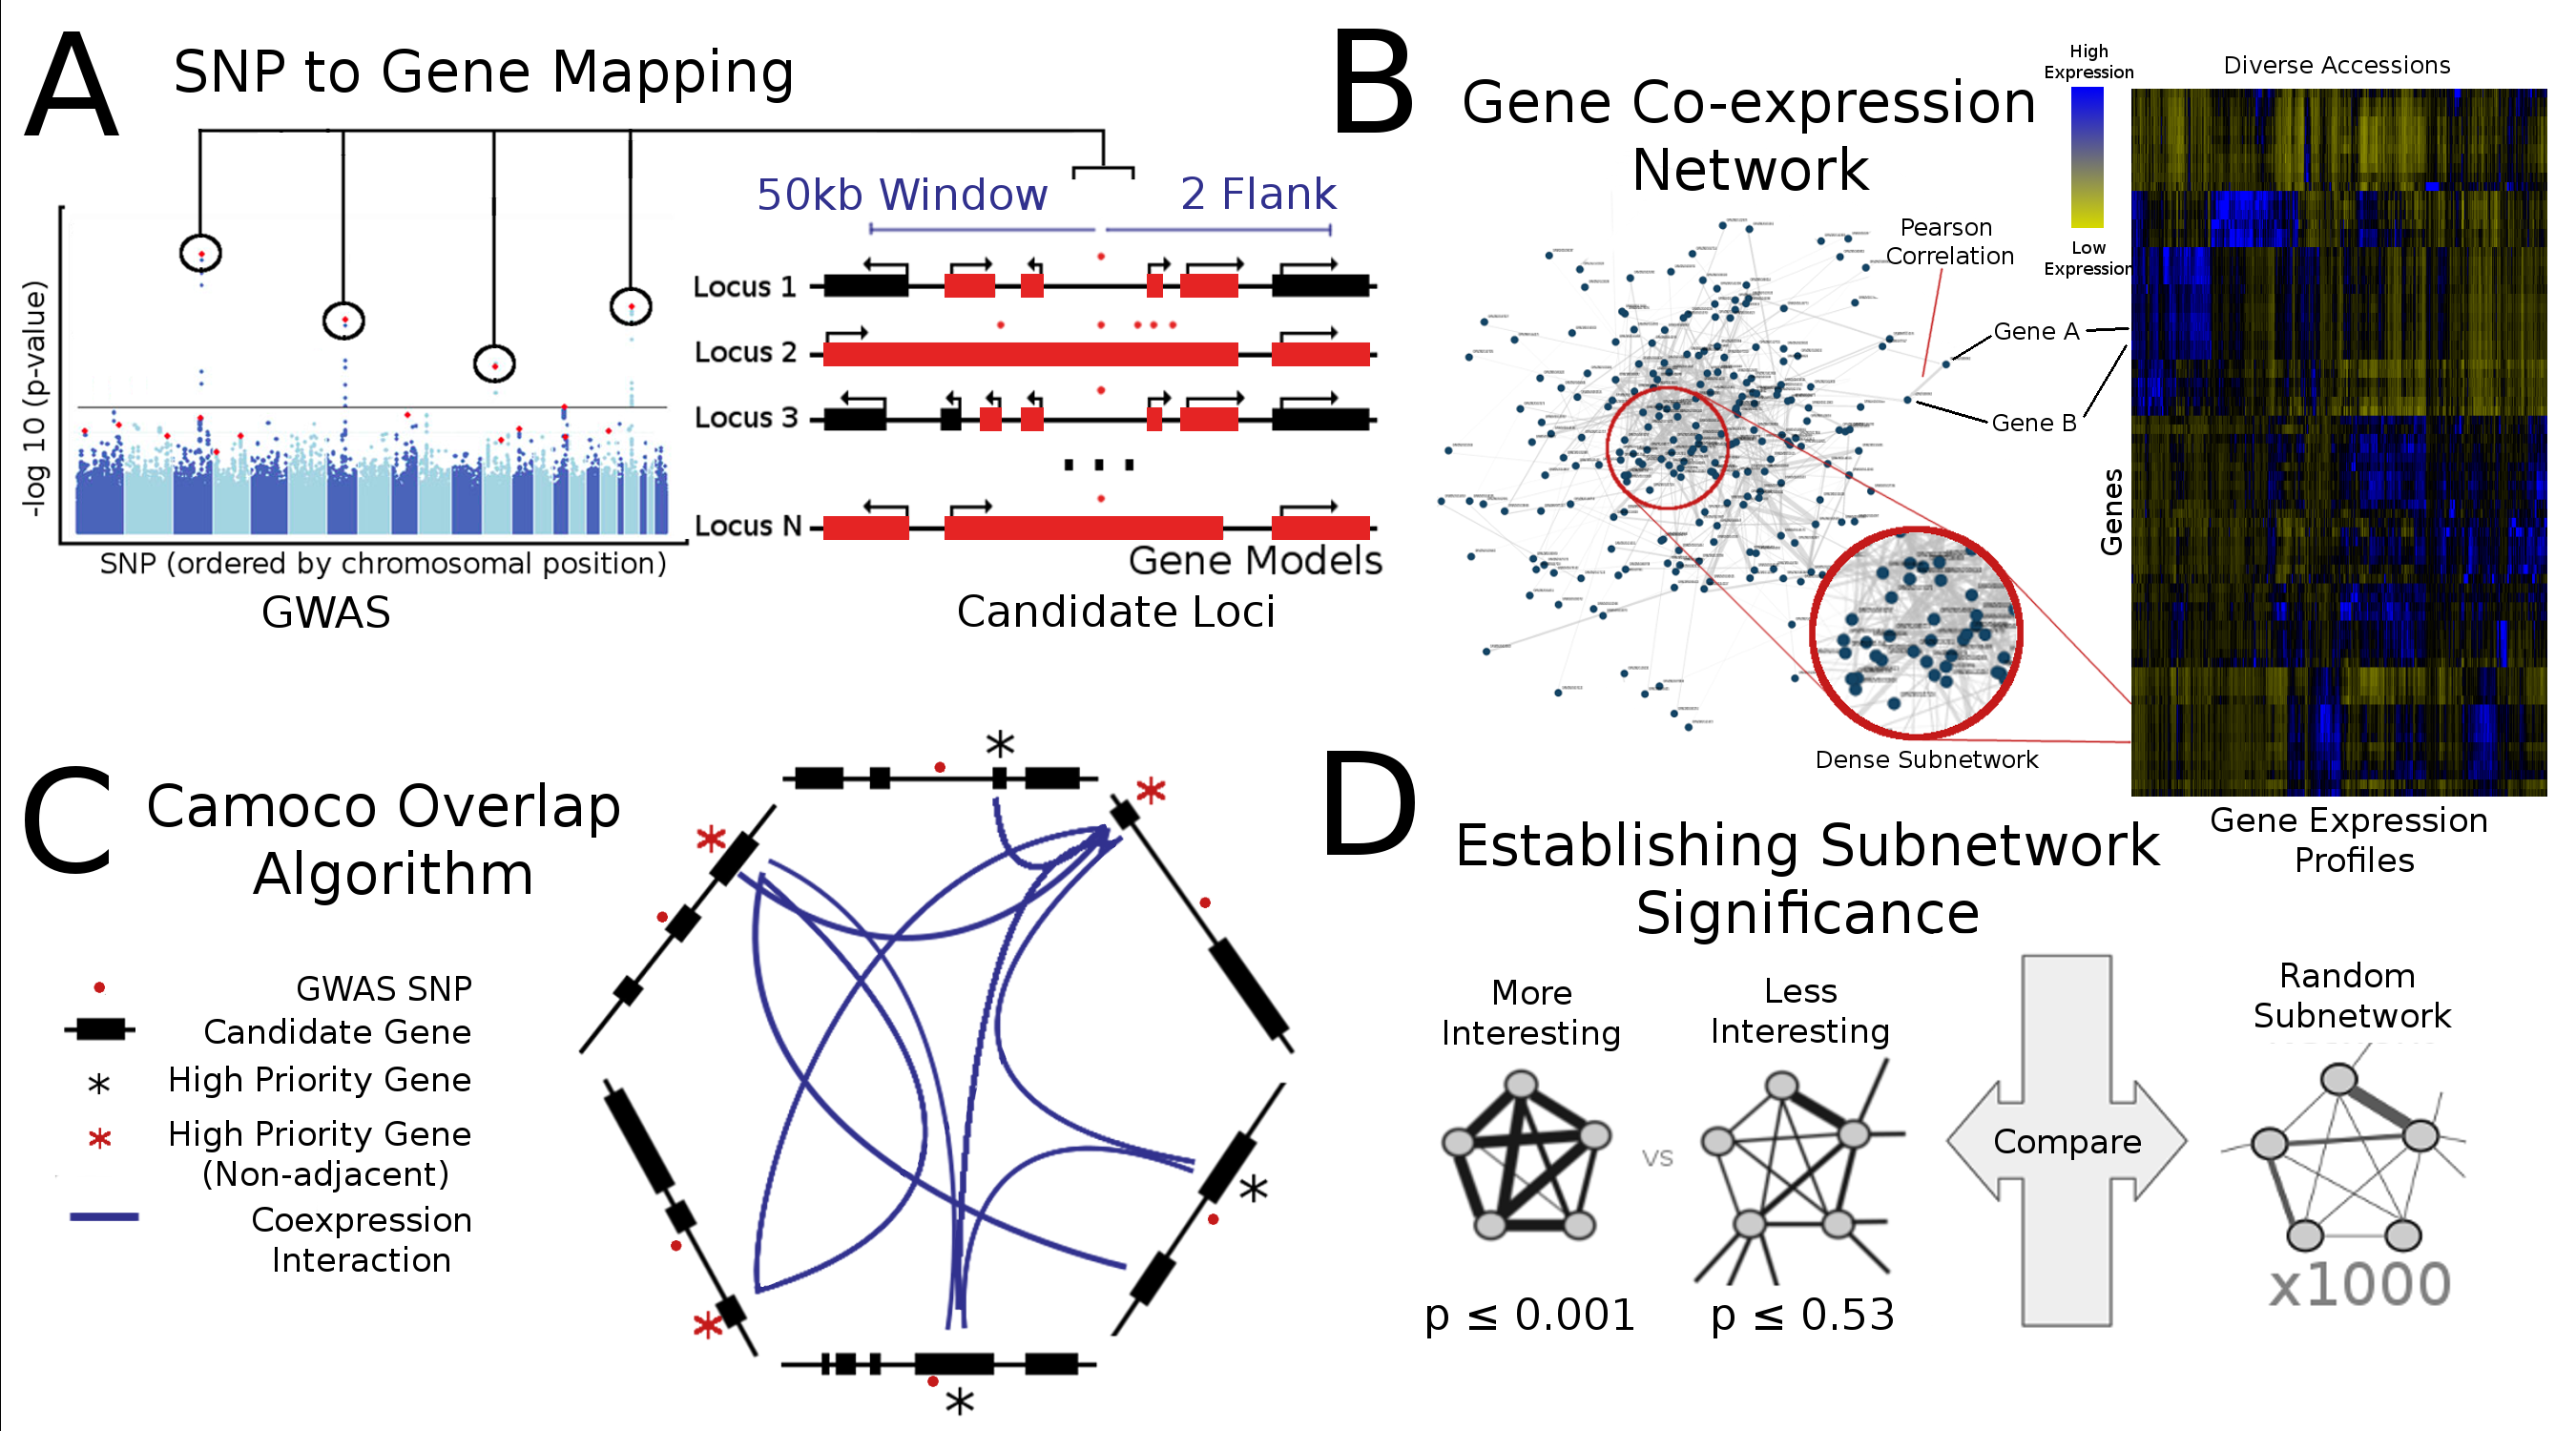 A
SNP to Gene Mapping
50kb Window
2 Flank
-log 10 (p-value)
Locus 1
Locus 2
Locus 3
Locus N
Gene Models
SNP (ordered by chromosomal position)
GWAS
Candidate Loci
B
Gene Co-expression
Network
High
Expression
Low
Expression
Diverse Accessions
Pearson
Correlation
Gene A
Gene B
Genes
Dense Subnetwork
Gene Expression
Profiles
C
Camoco Overlap
Algorithm
GWAS SNP
Candidate Gene
* High Priority Gene
* High Priority Gene
(Non-adjacent)
Coexpression
Interaction
*
*
*
*
*
*
D
Establishing Subnetwork
Significance
More
Interesting
vs
Less
Interesting
Compare
Random
Subnetwork
p ≤ 0.001
p ≤ 0.53
x1000